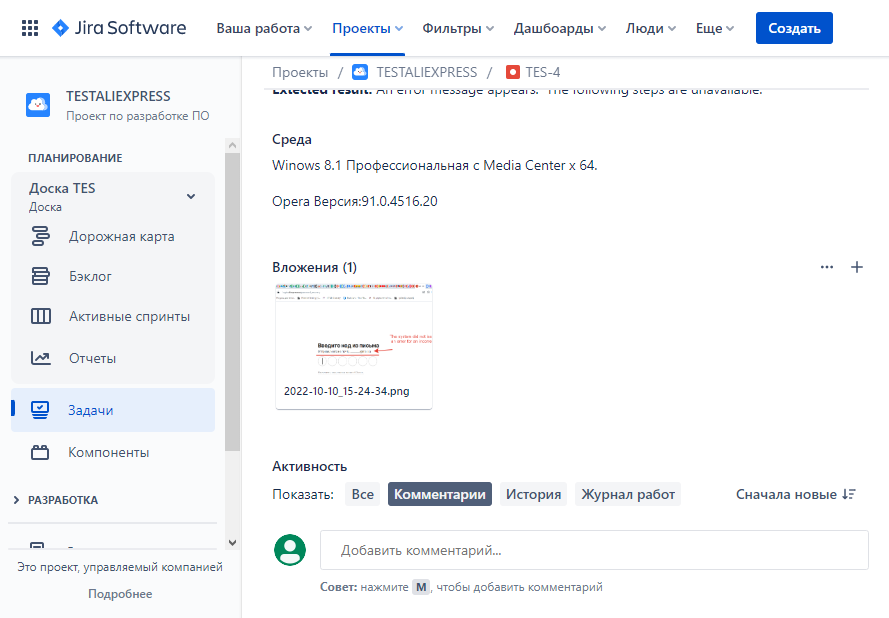 Jira Software
Ваша работа
Проекты
Фильтры
Дашборды
Люди
Еще
Создать
Проекты / TESTALIEXPRESS / TES-4
TESTALIEXPRESS
Проект по разработке ПО
ПЛАНИРОВАНИЕ
Доска TES
Доска
Дорожная карта
Бэклог
Активные спринты
Отчеты
Задачи
Компоненты
РАЗРАБОТКА
Это проект, управляемый компанией
Подробнее
Extected result: An error message appears. The following steps are unavailable.
Среда
Winows 8.1 Профессиональная с Media Center x 64.
Opera Версия:91.0.4516.20
Вложения (1)
Введите код из письма
2022-10-10_15-24-34.png
Активность
Показать: Все Комментарии История Журнал работ Сначала новые
Добавить комментарий...
Совет: нажмите M, чтобы добавить комментарий